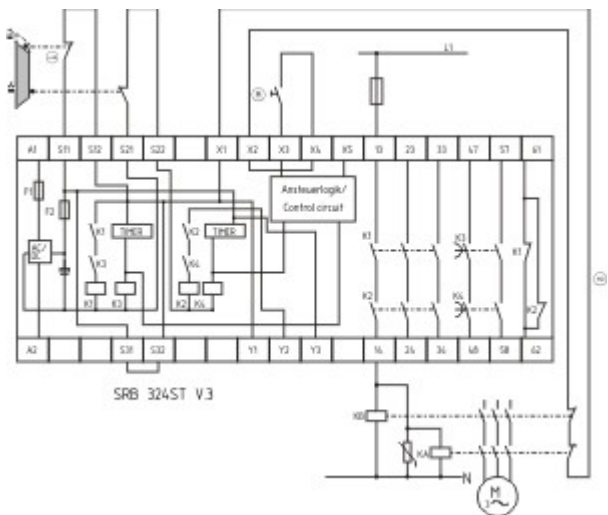 L1
A1 S11 S12 S21 S22 X1 X2 X3 X4 X5 13 23 33 47 57 61
F1
F2
K1
TIMER
K2
TIMER
Ansteuerlogik/
Control circuit
K1
K3
K1
AC/
DC
K3
K4
K1 K3
K2 K4
K2
K4
K2
A2 S31 S32 Y1 Y2 Y3 14 24 34 48 58 62
SRB 324ST V.3
KB
KA
N
M
3